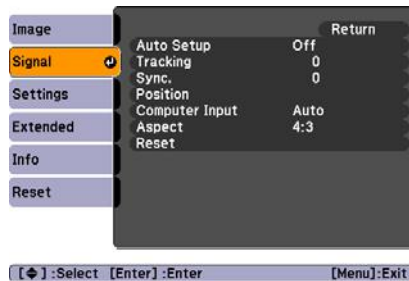 Image
Signal
Settings
Extended
Info
Reset
Return
Auto Setup Off
Tracking 0
Sync. 0
Position
Computer Input Auto
Aspect 4:3
Reset
[◆] :Select [Enter] :Enter [Menu]:Exit